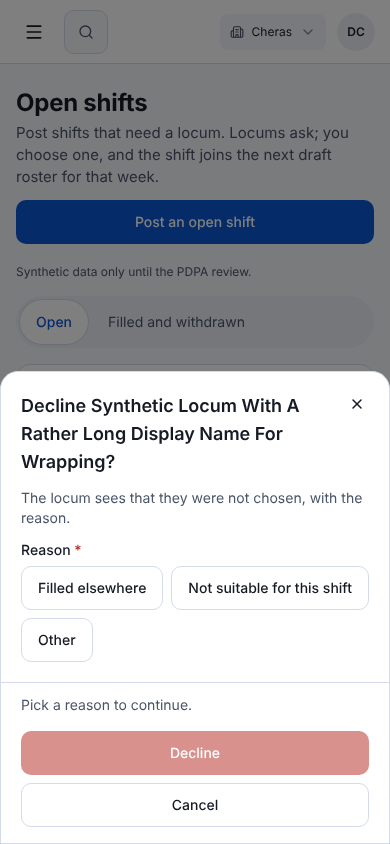 Cheras
DC
Open shifts
Post shifts that need a locum. Locums ask; you
choose one, and the shift joins the next draft
roster for that week.
Post an open shift
Synthetic data only until the PDPA review.
Open
Filled and withdrawn
Decline Synthetic Locum With A
Rather Long Display Name For
Wrapping?
The locum sees that they were not chosen, with the
reason.
Reason *
Filled elsewhere
Not suitable for this shift
Other
Pick a reason to continue.
Decline
Cancel